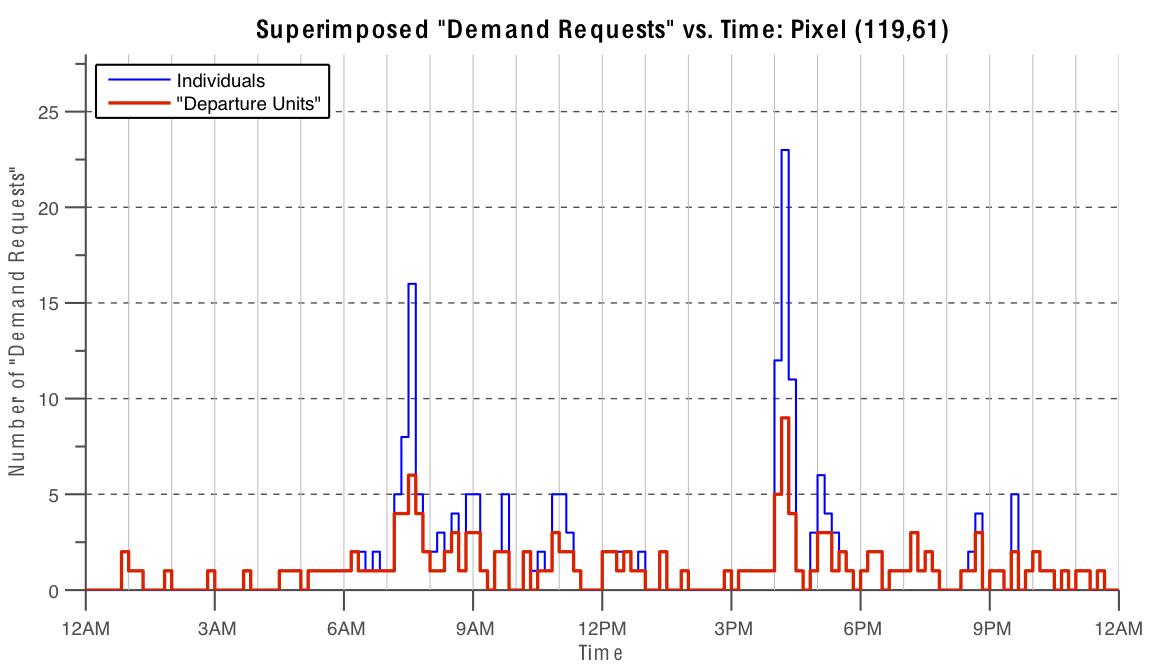 Superimposed "Demand Requests" vs. Time: Pixel (119,61)
Individuals
"Departure Units"
Number of "Demand Requests"
25
20
15
10
5
0
12AM 3AM 6AM 9AM 12PM 3PM 6PM 9PM 12AM
Time